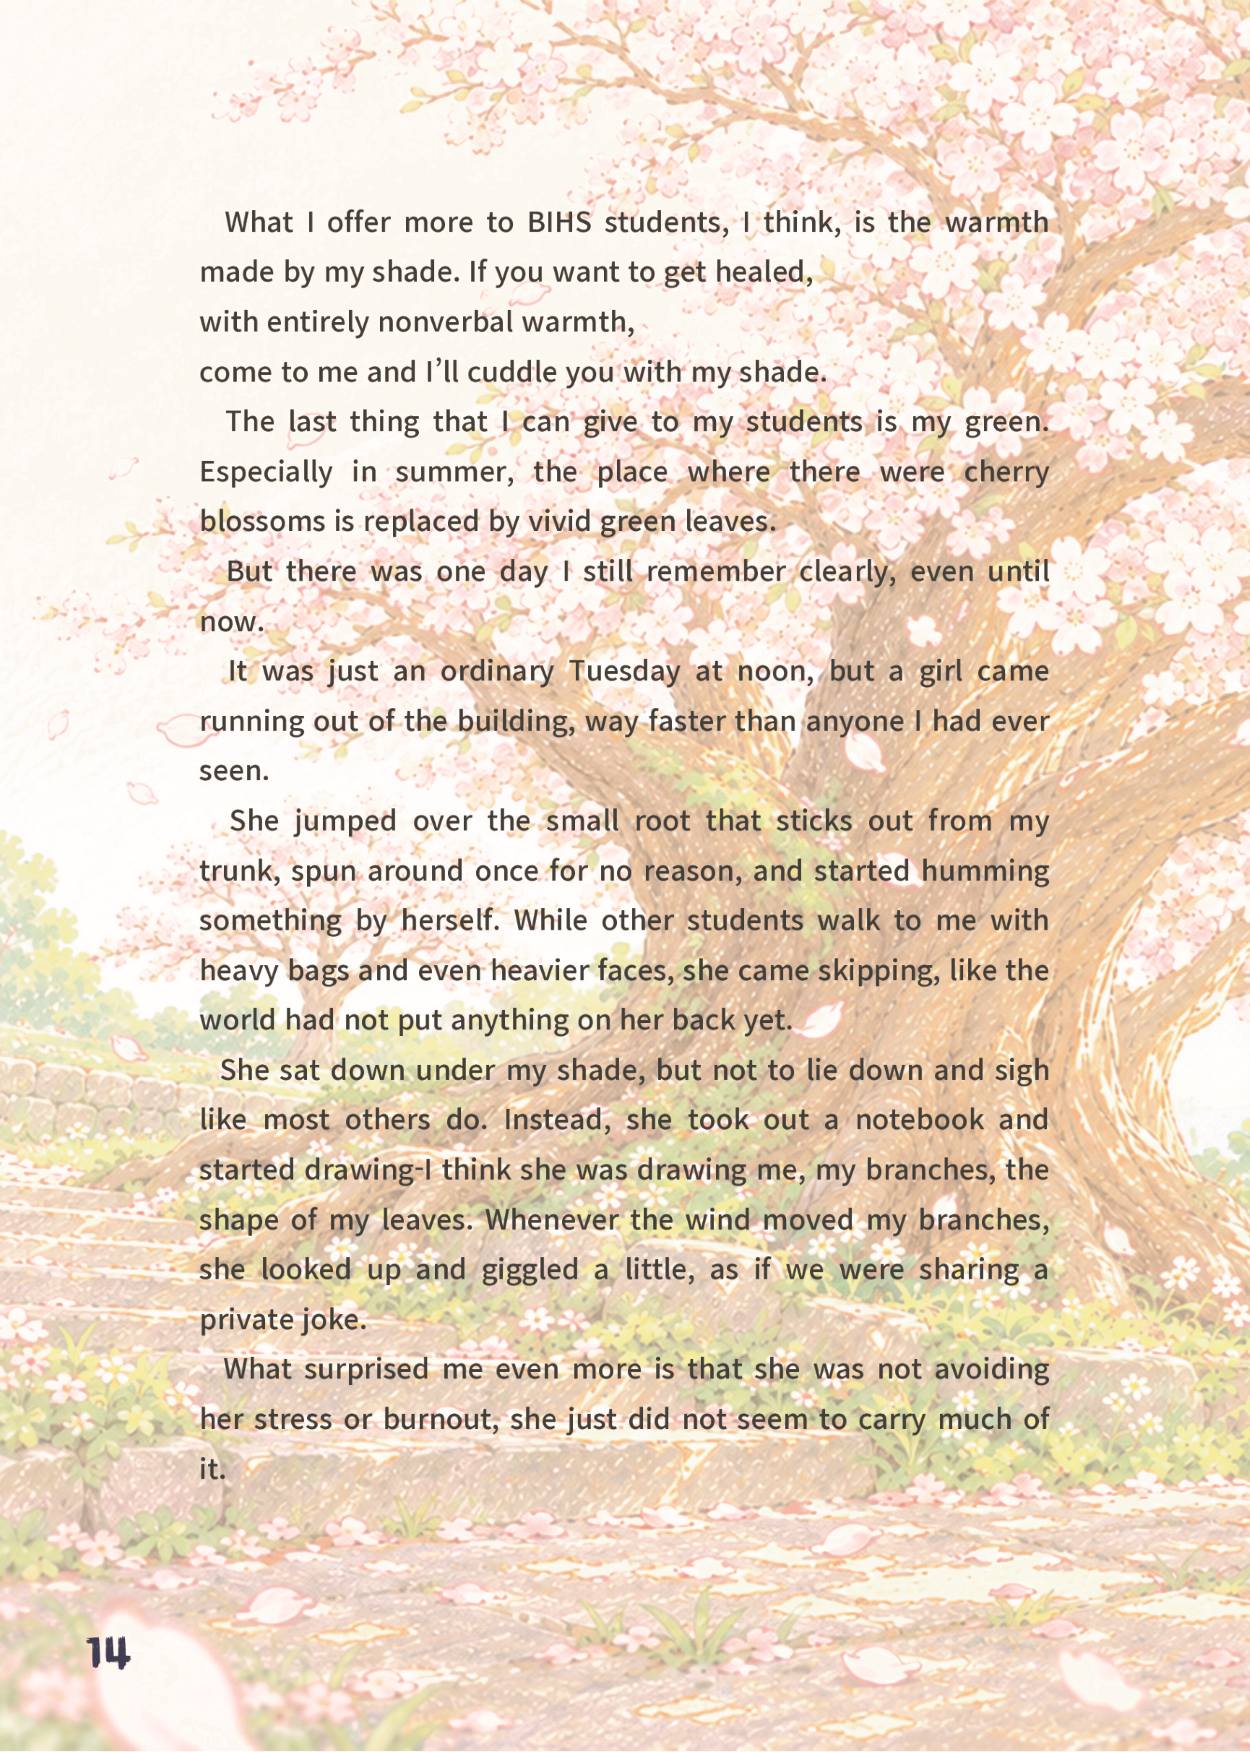 What I offer more to BIHS students, I think, is the warmth
made by my shade. If you want to get healed,
with entirely nonverbal warmth,
come to me and I’ll cuddle you with my shade.
The last thing that I can give to my students is my green.
Especially in summer, the place where there were cherry
blossoms is replaced by vivid green leaves.
But there was one day I still remember clearly, even until
now.
It was just an ordinary Tuesday at noon, but a girl came
running out of the building, way faster than anyone I had ever
seen.
She jumped over the small root that sticks out from my
trunk, spun around once for no reason, and started humming
something by herself. While other students walk to me with
heavy bags and even heavier faces, she came skipping, like the
world had not put anything on her back yet.
She sat down under my shade, but not to lie down and sigh
like most others do. Instead, she took out a notebook and
started drawing-I think she was drawing me, my branches, the
shape of my leaves. Whenever the wind moved my branches,
she looked up and giggled a little, as if we were sharing a
private joke.
What surprised me even more is that she was not avoiding
her stress or burnout, she just did not seem to carry much of
it.
14